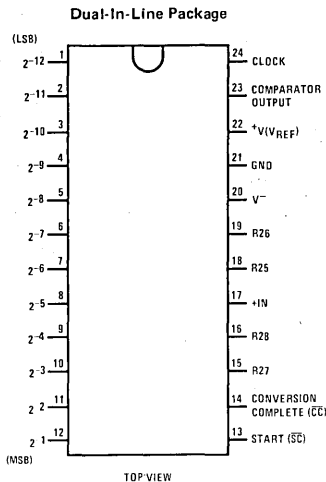 Dual-In-Line Package
(LSB)
2-12 1
2-11 2
2-10 3
2-9 4
2-8 5
2-7 6
2-6 7
2-5 8
2-4 9
2-3 10
2 2 11
2 1 12
(MSB)
24 CLOCK
23 COMPARATOR
OUTPUT
22 +V(VREF)
21 GND
20 V−
19 R26
18 R25
17 +IN
16 R28
15 R27
14 CONVERSION
COMPLETE (C̅C̅)
13 START (S̅C̅)
TOP VIEW